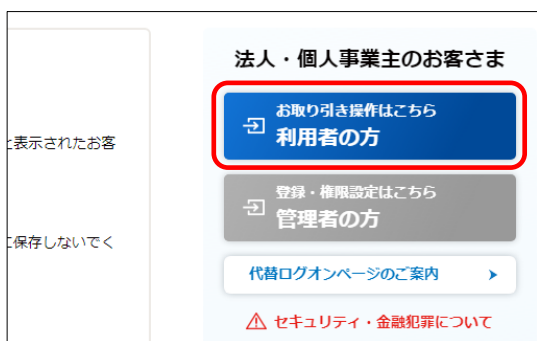 法人・個人事業主のお客さま
お取り引き操作はこちら
利用者の方
と表示されたお客
登録・権限設定はこちら
管理者の方
に保存しないでく
代替ログオンページのご案内
セキュリティ・金融犯罪について